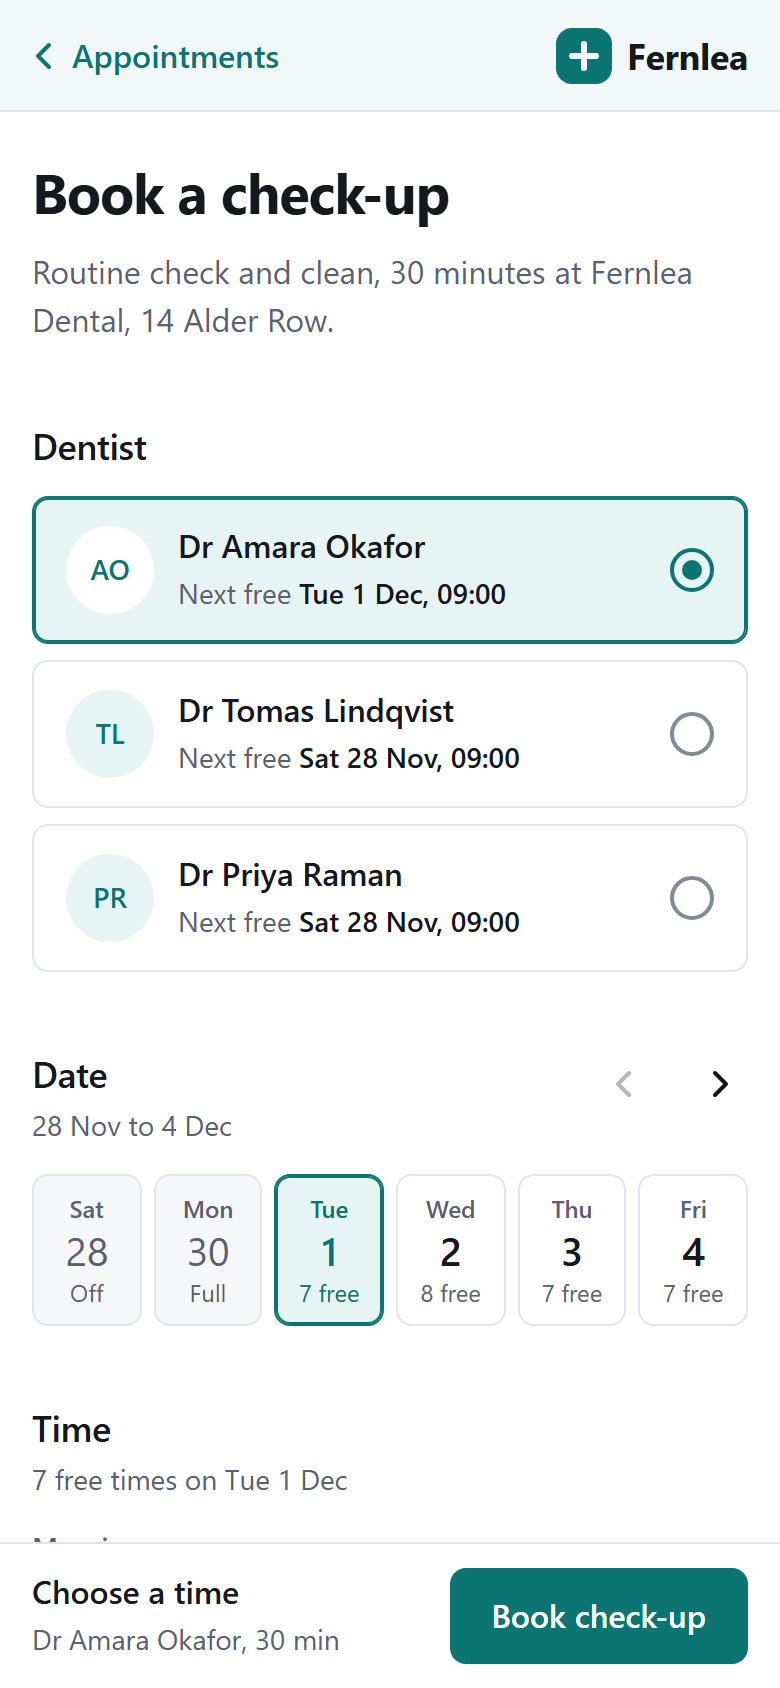 Appointments
Fernlea
Book a check-up
Routine check and clean, 30 minutes at Fernlea
Dental, 14 Alder Row.
Dentist
AO
Dr Amara Okafor
Next free Tue 1 Dec, 09:00
TL
Dr Tomas Lindqvist
Next free Sat 28 Nov, 09:00
PR
Dr Priya Raman
Next free Sat 28 Nov, 09:00
Date
28 Nov to 4 Dec
Sat
28
Off
Mon
30
Full
Tue
1
7 free
Wed
2
8 free
Thu
3
7 free
Fri
4
7 free
Time
7 free times on Tue 1 Dec
Choose a time
Dr Amara Okafor, 30 min
Book check-up